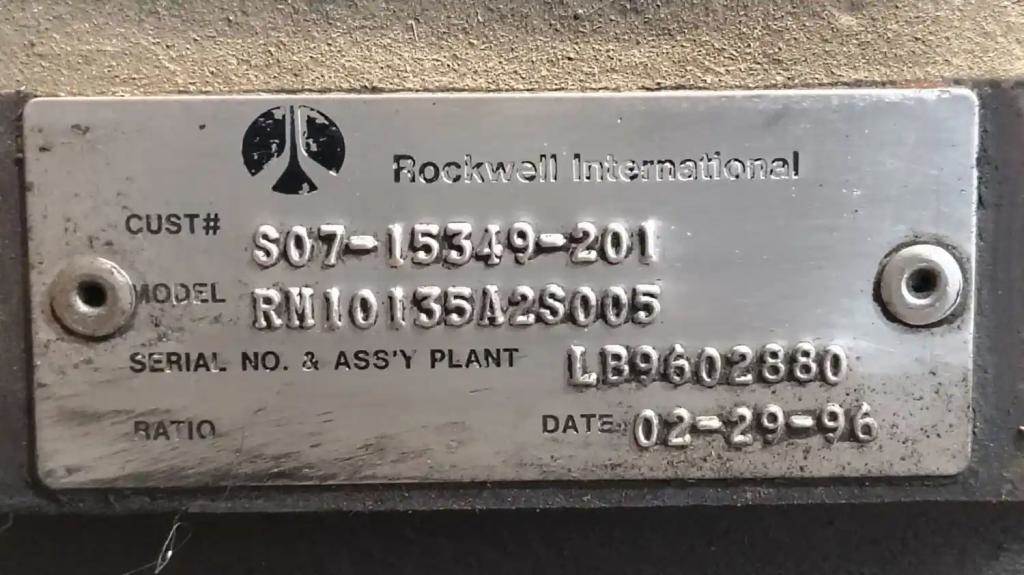 Rockwell International
CUST# S07-15349-201
MODEL RM10135A2S005
SERIAL NO. & ASS'Y PLANT LB9602880
RATIO DATE 02-29-96